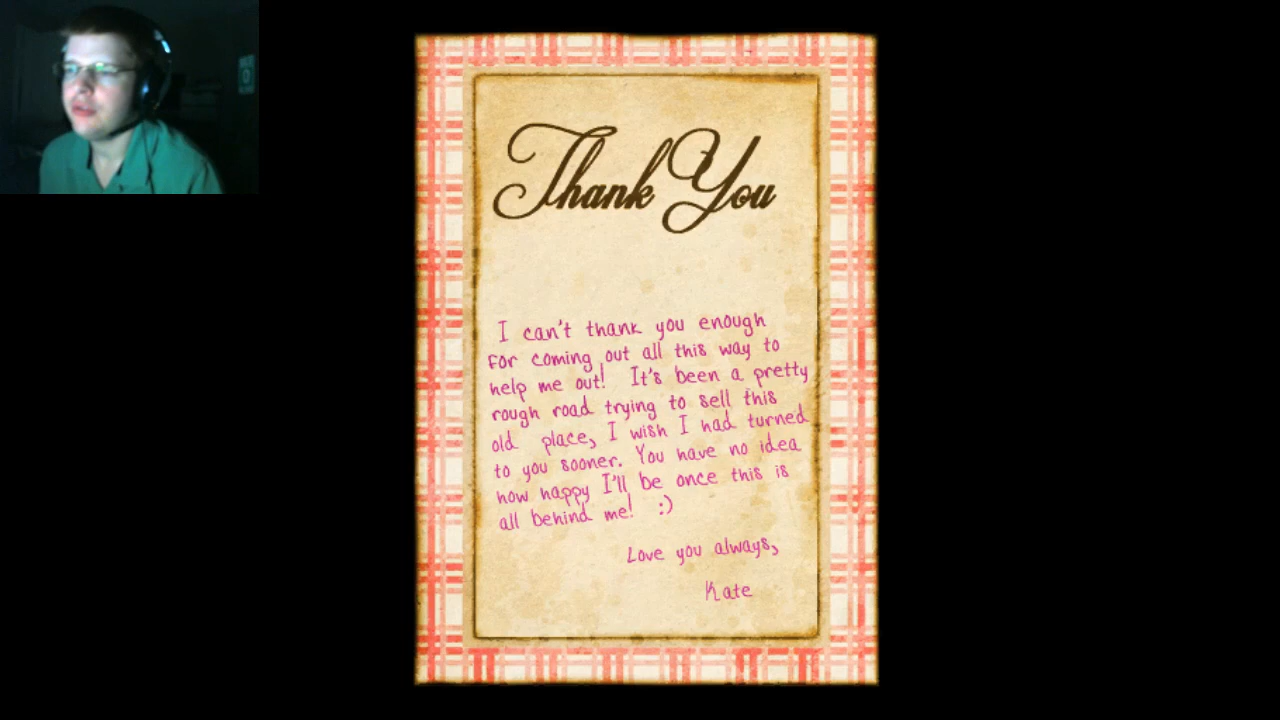 Thank You
I can't thank you enough
for coming out all this way to
help me out! It's been a pretty
rough road trying to sell this
old place, I wish I had turned
to you sooner. You have no idea
how happy I'll be once this is
all behind me! :)
Love you always,
Kate